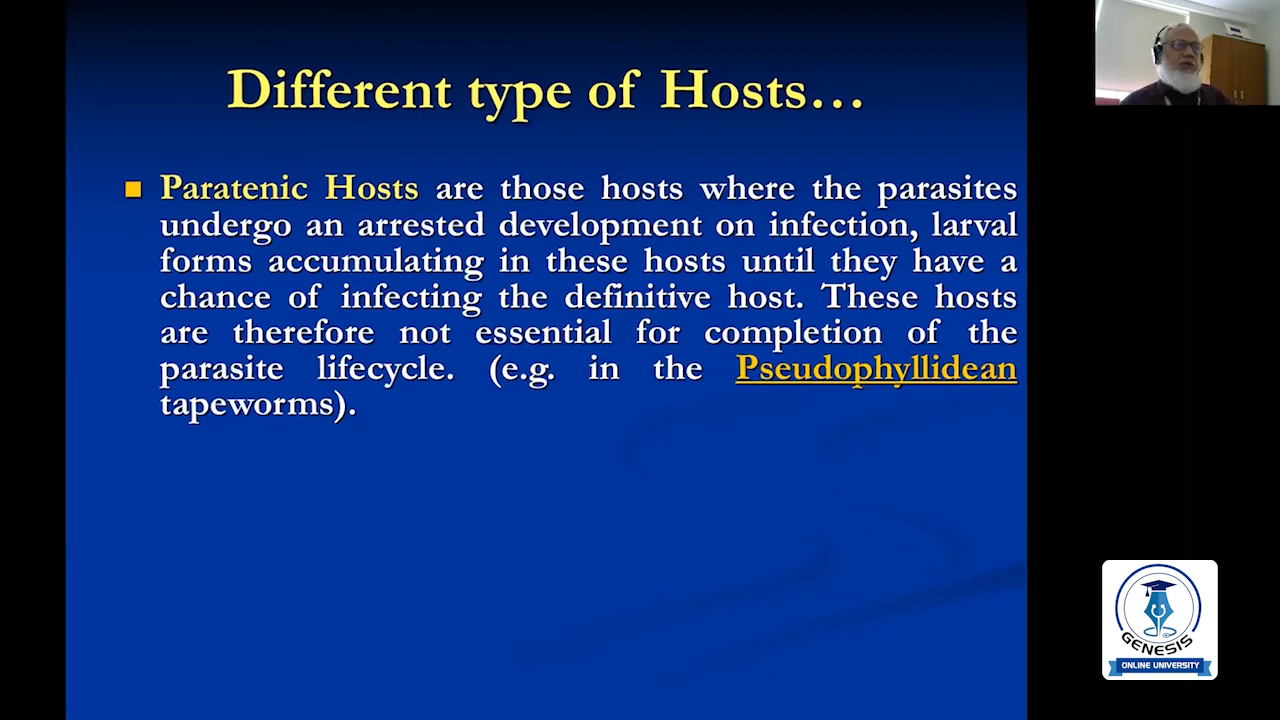 Different type of Hosts...
Paratenic Hosts are those hosts where the parasites
undergo an arrested development on infection, larval
forms accumulating in these hosts until they have a
chance of infecting the definitive host. These hosts
are therefore not essential for completion of the
parasite lifecycle. (e.g. in the Pseudophyllidean
tapeworms).
GENESIS
ONLINE UNIVERSITY